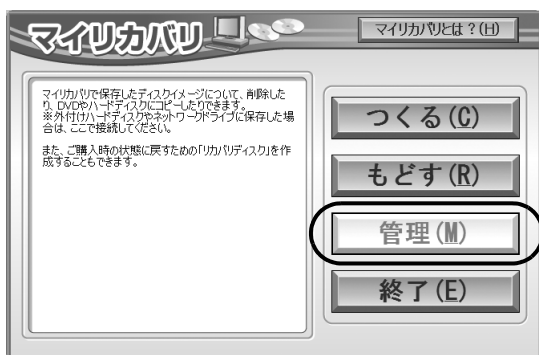 マイリカバリ
マイリカバリとは？(H)
マイリカバリで保存したディスクイメージについて、削除した
り、DVDやハードディスクにコピーしたりできます。
※外付けハードディスクやネットワークドライブに保存した場
合は、ここで接続してください。
また、ご購入時の状態に戻すための「リカバリディスク」を作
成することもできます。
つくる(C)
もどす(R)
管理(M)
終了(E)